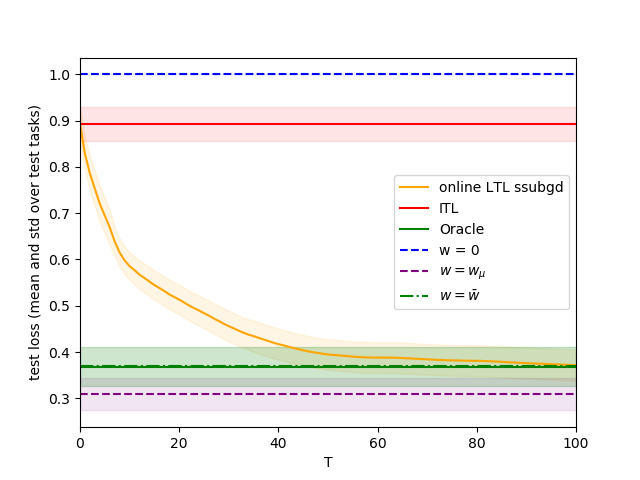 1.0
0.9
0.8
0.7
0.6
0.5
0.4
0.3
test loss (mean and std over test tasks)
online LTL ssubgd
ITL
Oracle
w = 0
w = w_μ
w = w̄
0 20 40 60 80 100
T